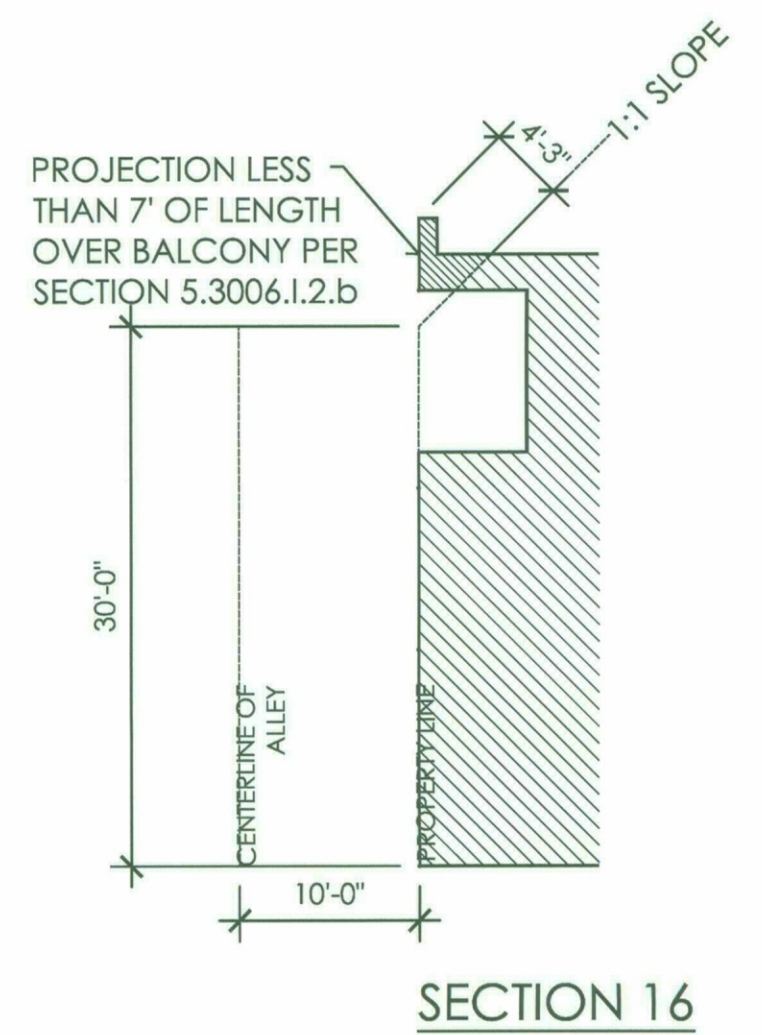 1:1 SLOPE
4'-3"
PROJECTION LESS
THAN 7' OF LENGTH
OVER BALCONY PER
SECTION 5.3006.I.2.b
30'-0"
CENTERLINE OF
ALLEY
PROPERTY LINE
10'-0"
SECTION 16